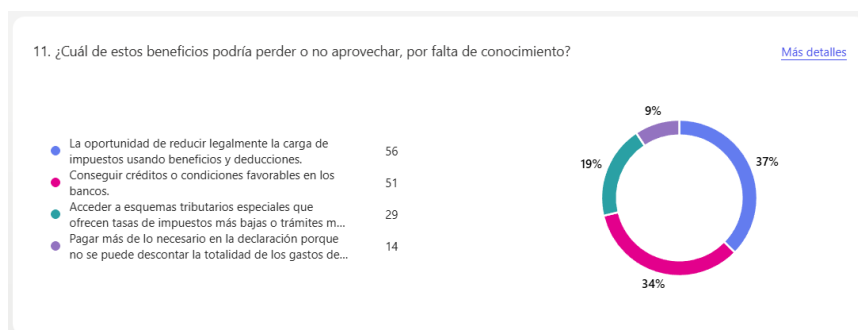 11. ¿Cuál de estos beneficios podría perder o no aprovechar, por falta de conocimiento?
Más detalles
La oportunidad de reducir legalmente la carga de
impuestos usando beneficios y deducciones.
56
Conseguir créditos o condiciones favorables en los
bancos.
51
Acceder a esquemas tributarios especiales que
ofrecen tasas de impuestos más bajas o trámites m...
29
Pagar más de lo necesario en la declaración porque
no se puede descontar la totalidad de los gastos de...
14
9%
19%
37%
34%